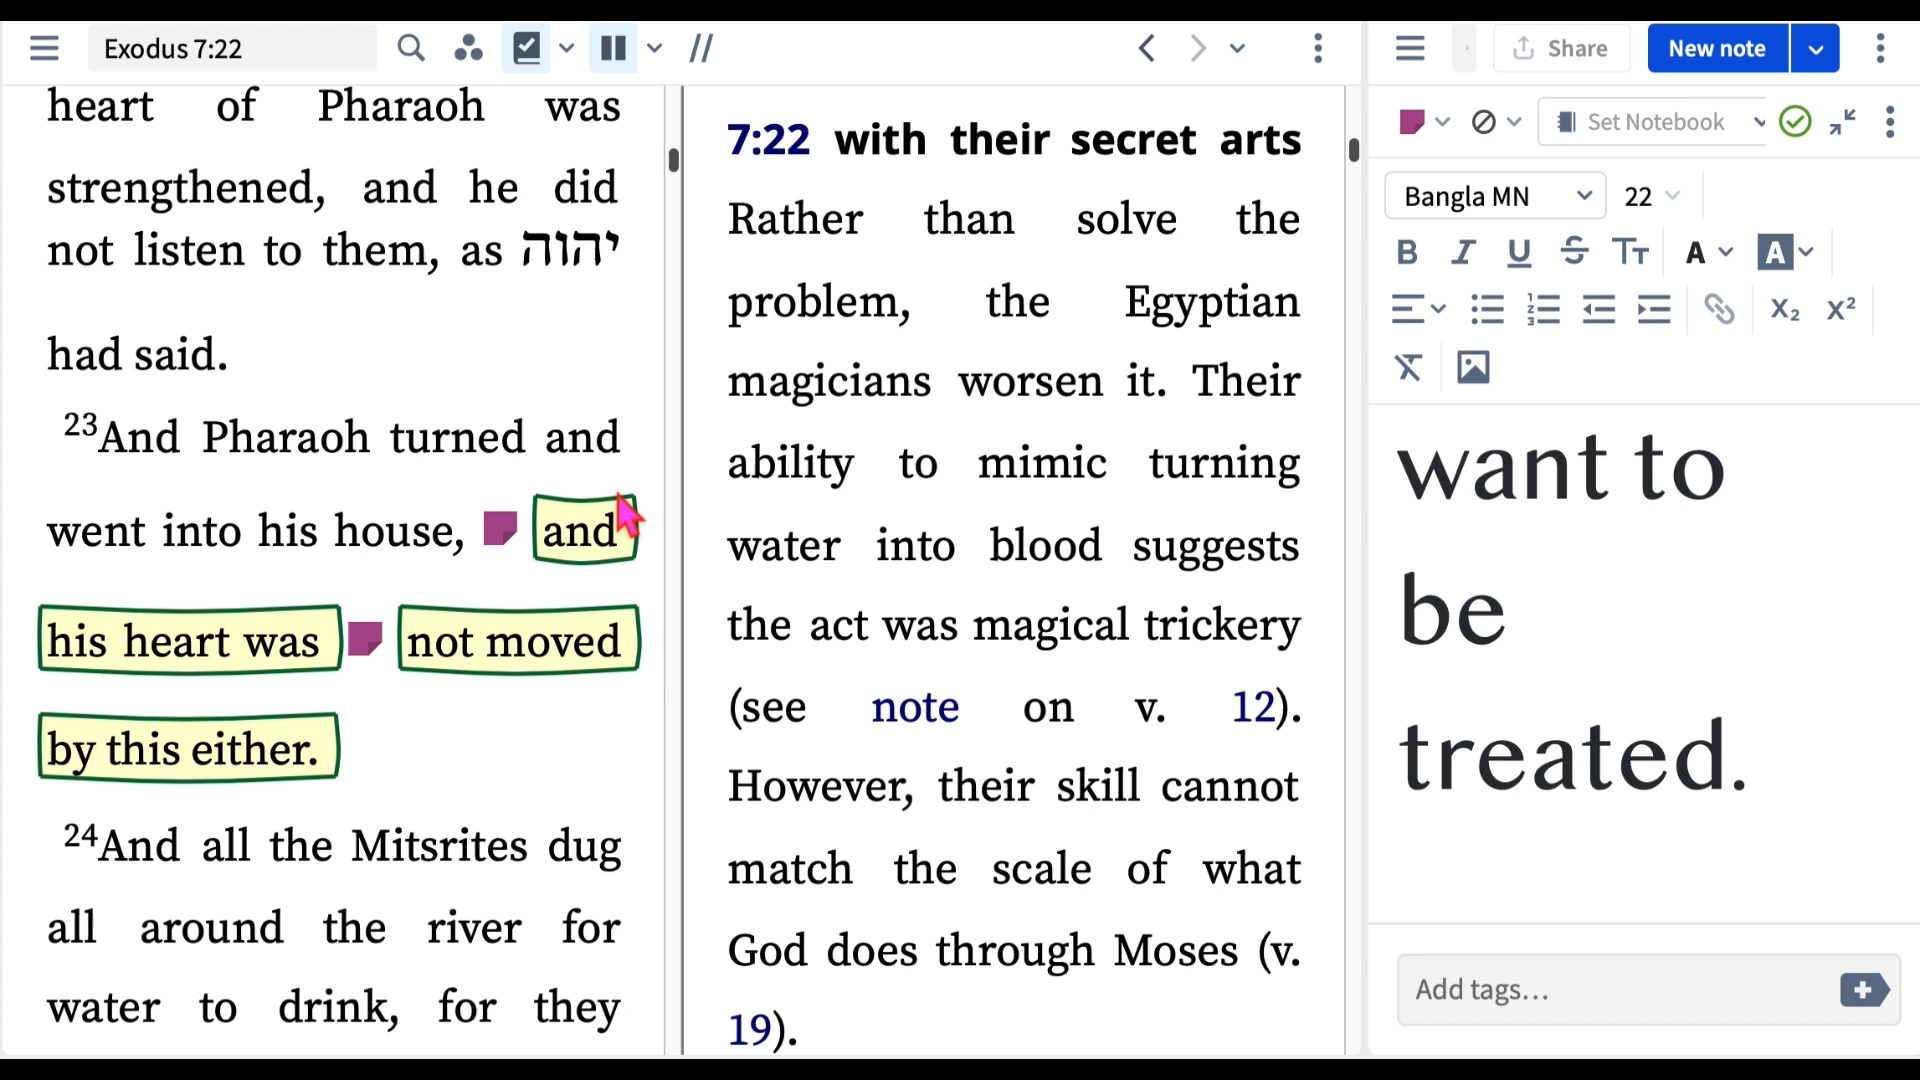 Exodus 7:22
heart of Pharaoh was
strengthened, and he did
not listen to them, as יהוה
had said.
23And Pharaoh turned and
went into his house, and
his heart was not moved
by this either.
24And all the Mitsrites dug
all around the river for
water to drink, for they
7:22 with their secret arts
Rather than solve the
problem, the Egyptian
magicians worsen it. Their
ability to mimic turning
water into blood suggests
the act was magical trickery
(see note on v. 12).
However, their skill cannot
match the scale of what
God does through Moses (v.
19).
Share New note
Set Notebook
Bangla MN 22
B I U S TT A A
X₂ X²
want to
be
treated.
Add tags...